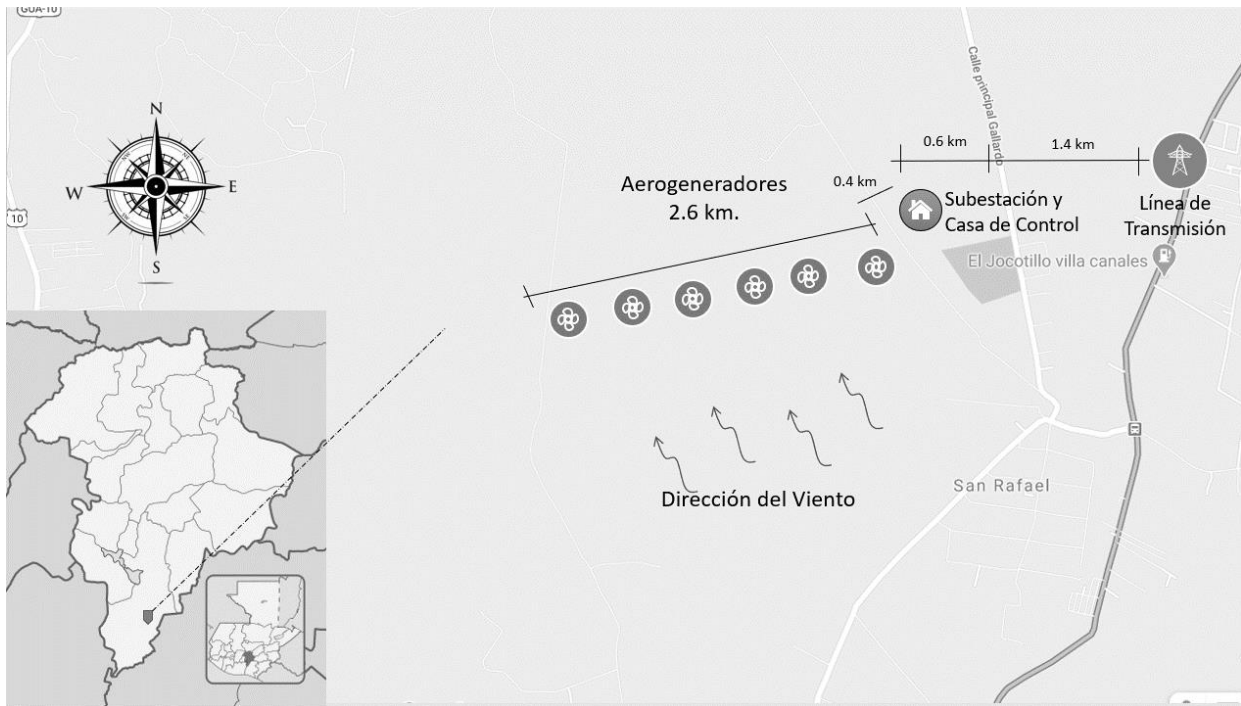 GUA-10
N
W
E
S
10
Calle principal Gallardo
0.6 km
1.4 km
0.4 km
Aerogeneradores
2.6 km.
Subestación y
Casa de Control
Línea de
Transmisión
El Jocotillo villa canales
Dirección del Viento
San Rafael